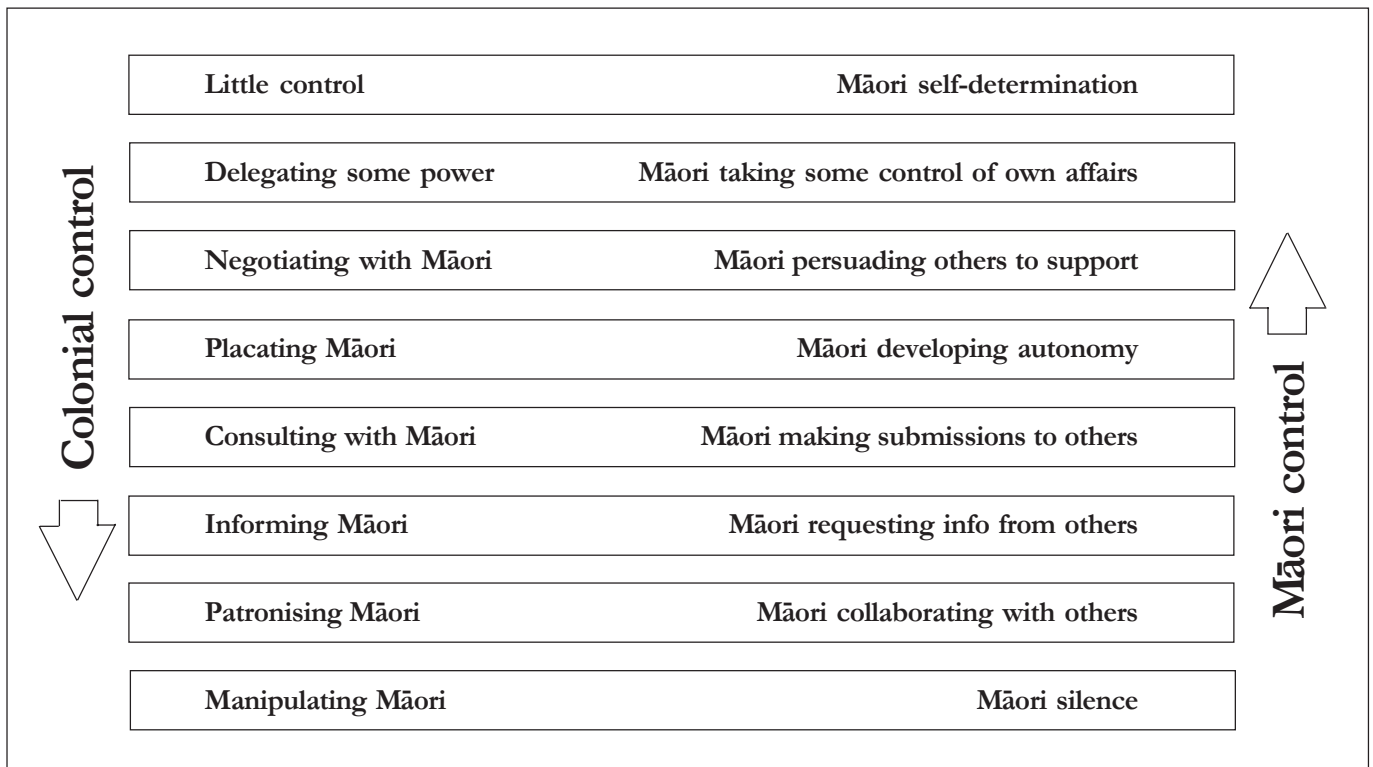 Colonial control
Little control Māori self-determination
Delegating some power Māori taking some control of own affairs
Negotiating with Māori Māori persuading others to support
Placating Māori Māori developing autonomy
Consulting with Māori Māori making submissions to others
Informing Māori Māori requesting info from others
Patronising Māori Māori collaborating with others
Manipulating Māori Māori silence
Māori control